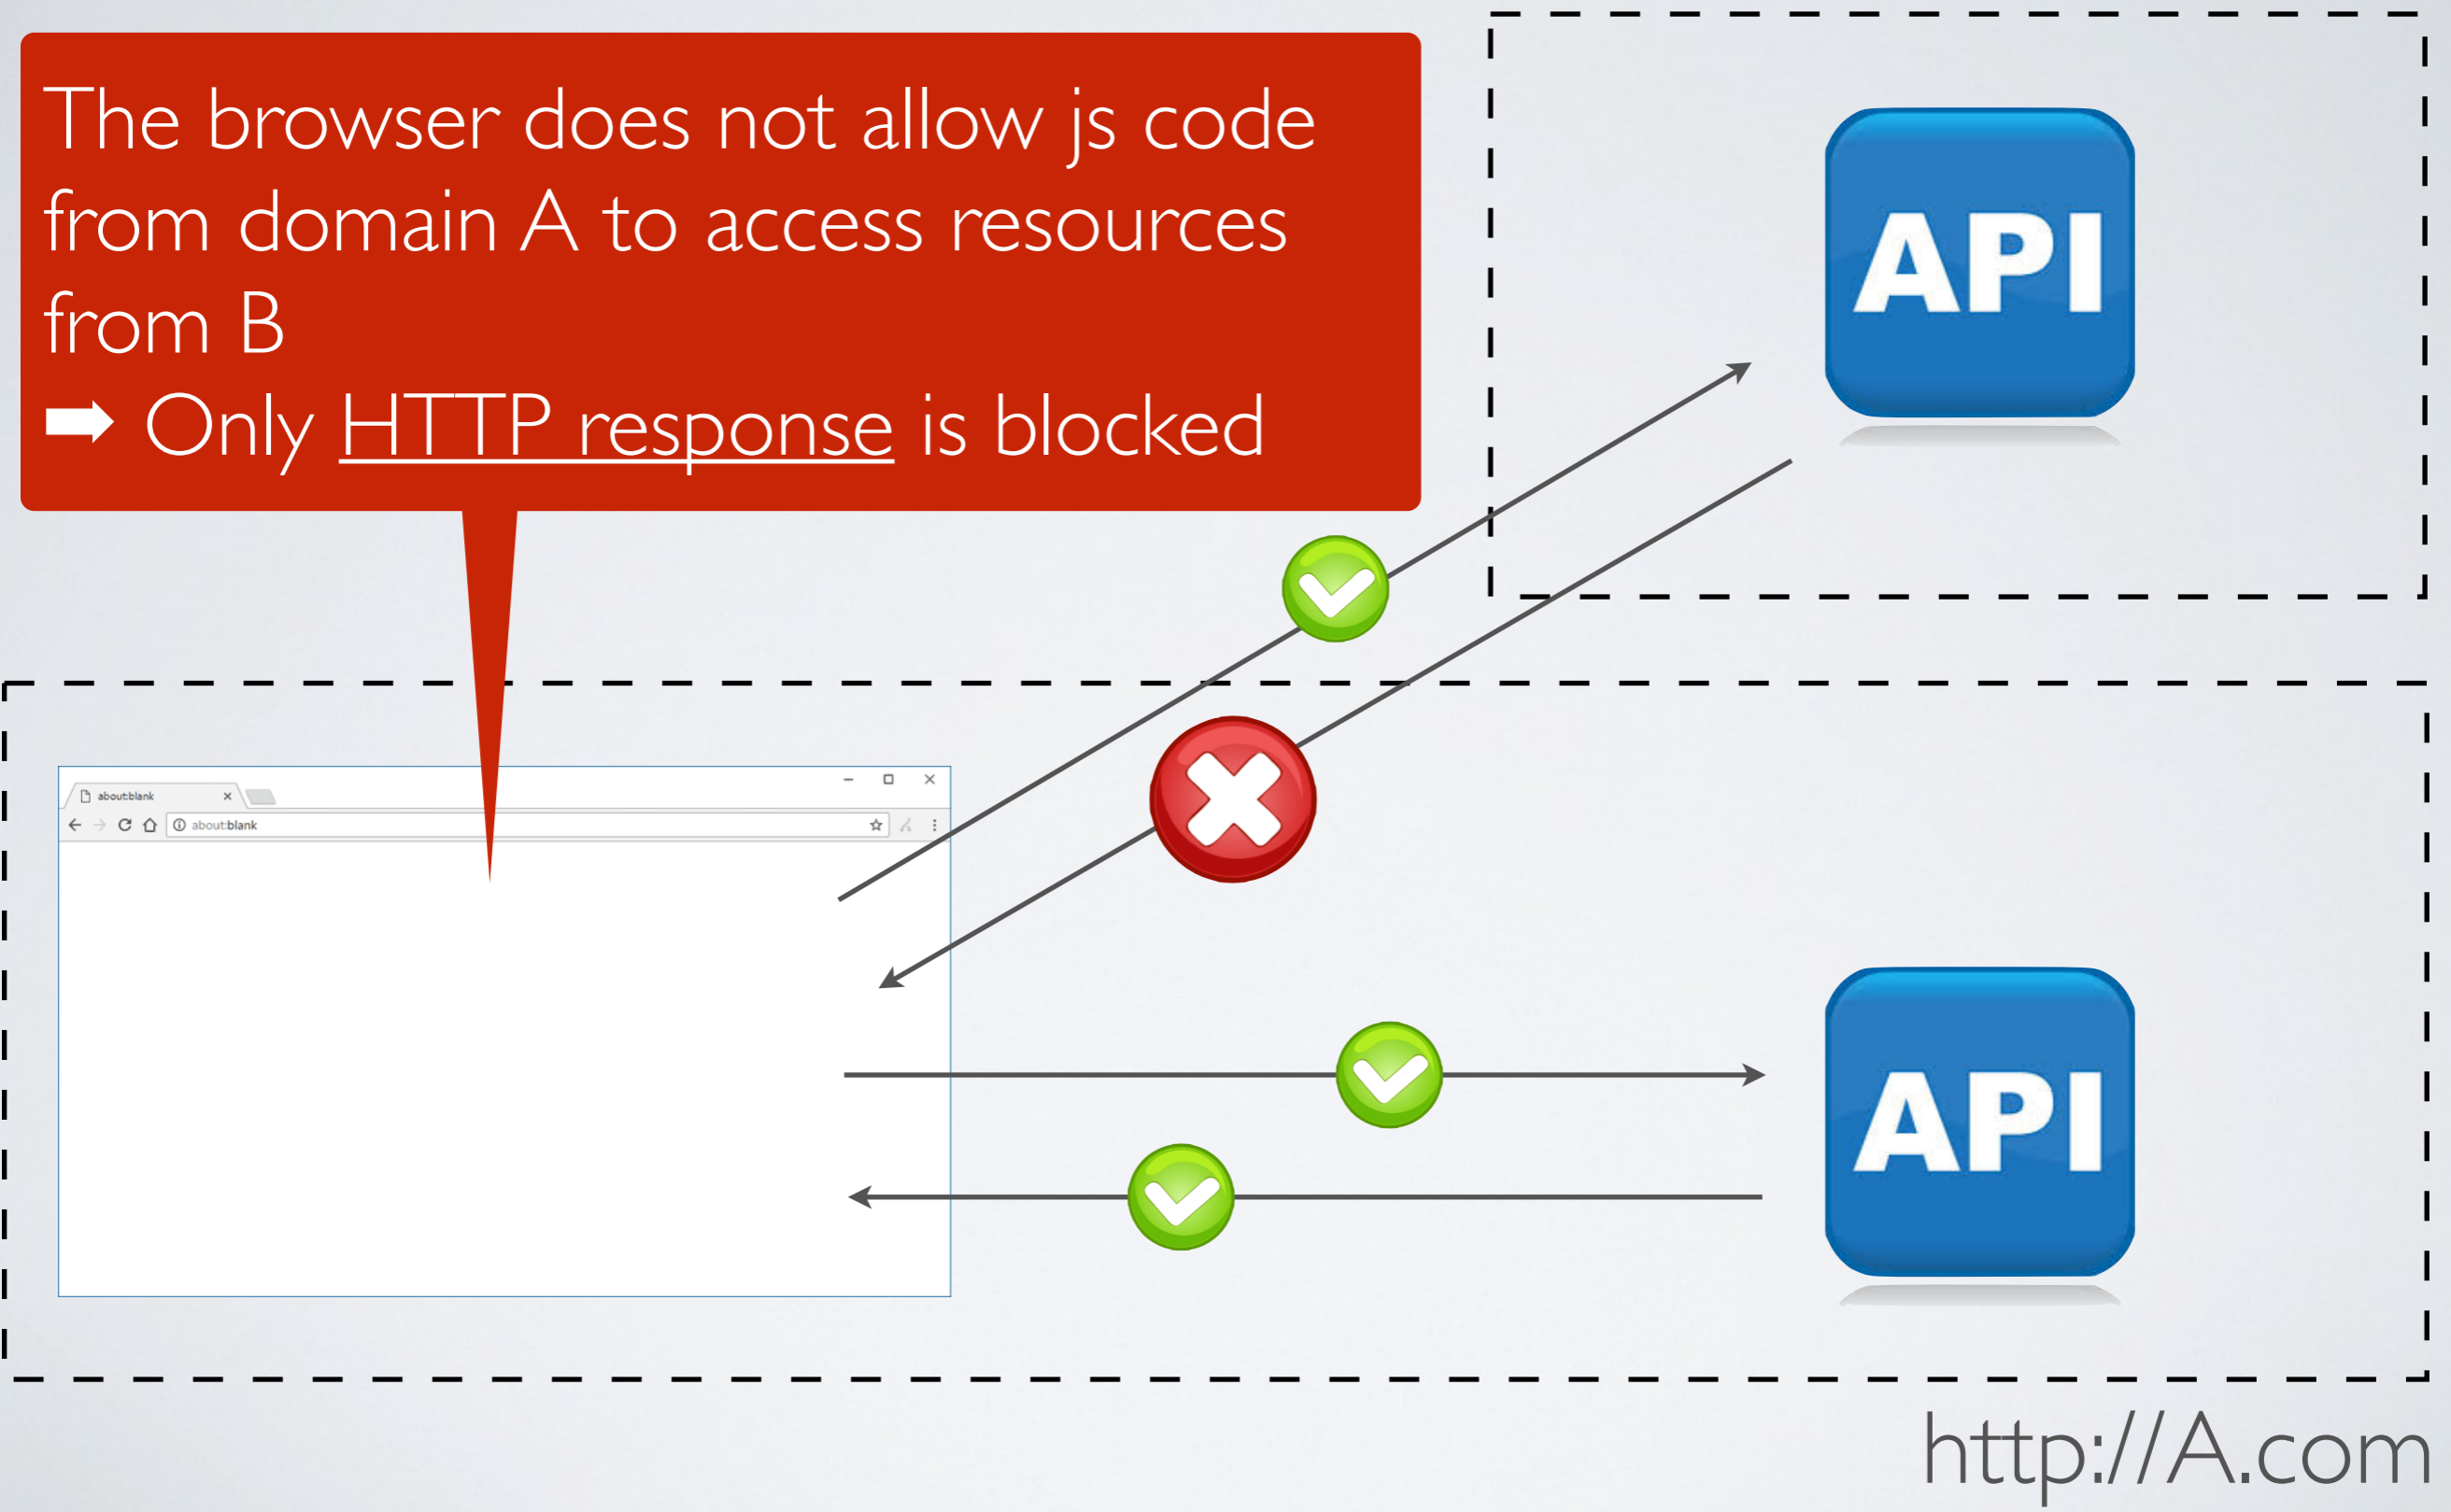 The browser does not allow js code
from domain A to access resources
from B
➡ Only HTTP response is blocked
API
about:blank
about:blank
API
http://A.com